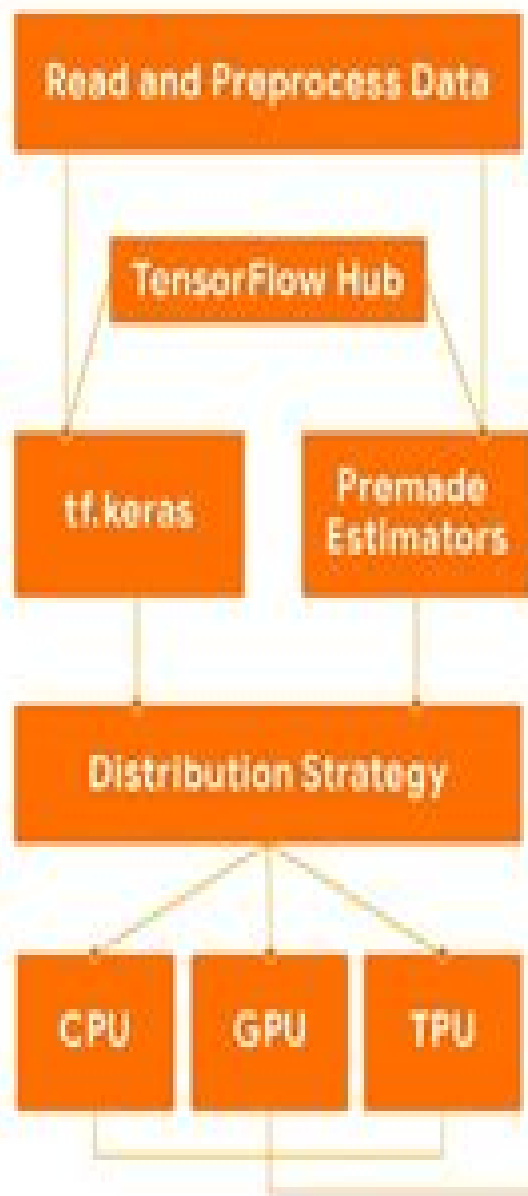 Read and Preprocess Data
TensorFlow Hub
tf.keras
Premade
Estimators
Distribution Strategy
CPU
GPU
TPU